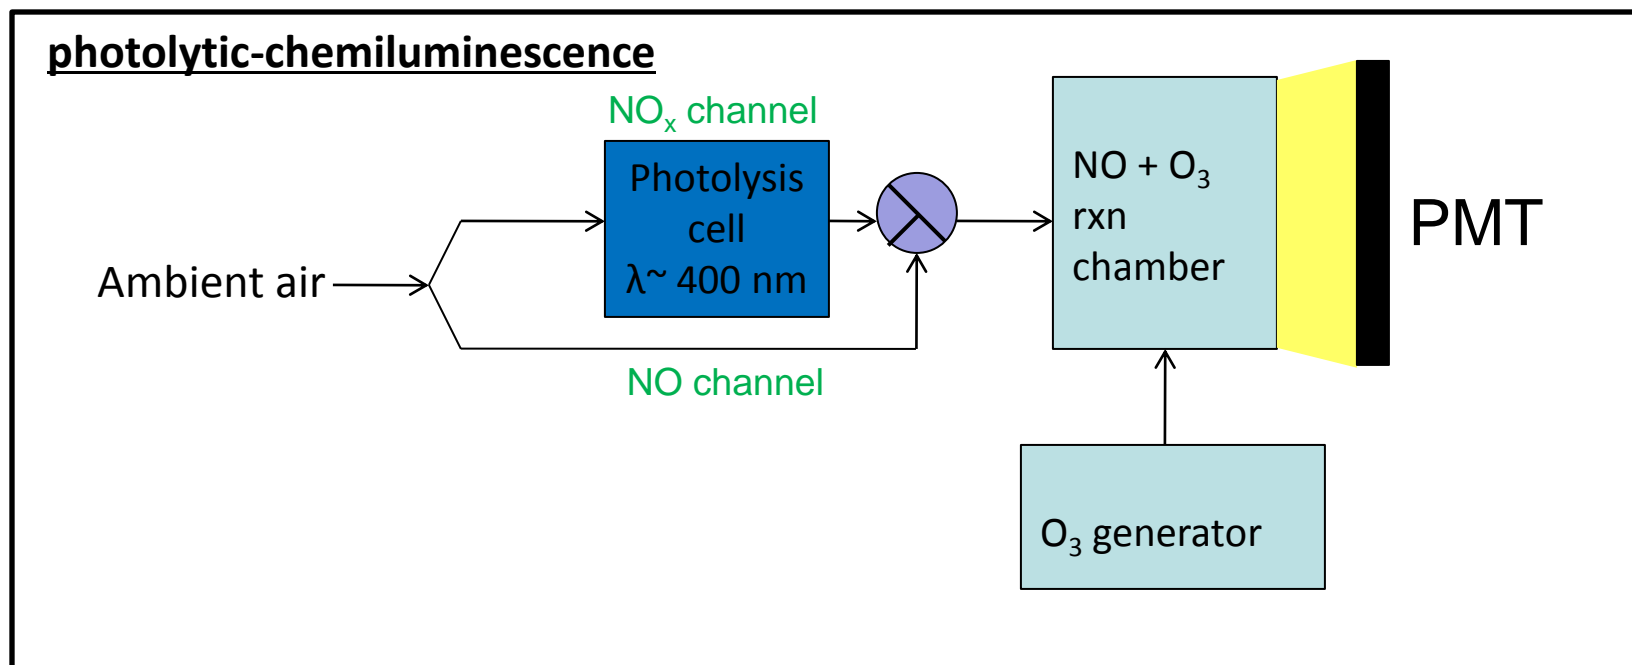 photolytic-chemiluminescence
NOₓ channel
Photolysis
cell
λ~ 400 nm
Ambient air
NO channel
NO + O₃
rxn
chamber
PMT
O₃ generator